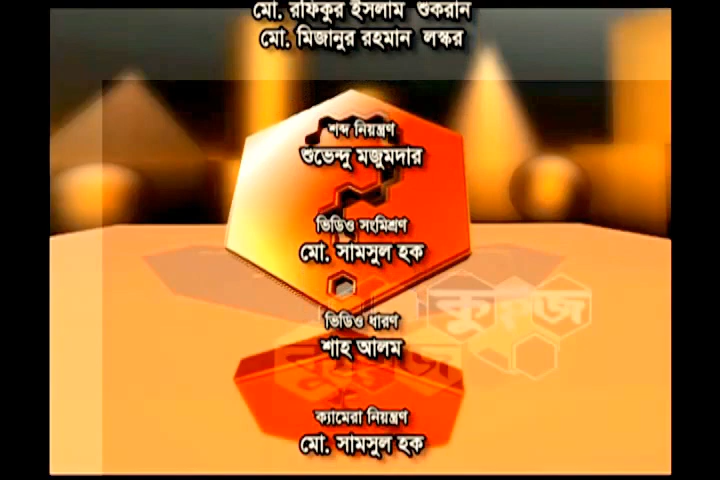 মো. রফিকুর ইসলাম শুকরান
মো. মিজানুর রহমান লস্কর
শব্দ নিয়ন্ত্রণ
শুভেন্দু মজুমদার
ভিডিও সংমিশ্রণ
মো. সামসুল হক
ভিডিও ধারণ
শাহ আলম
ক্যামেরা নিয়ন্ত্রণ
মো. সামসুল হক